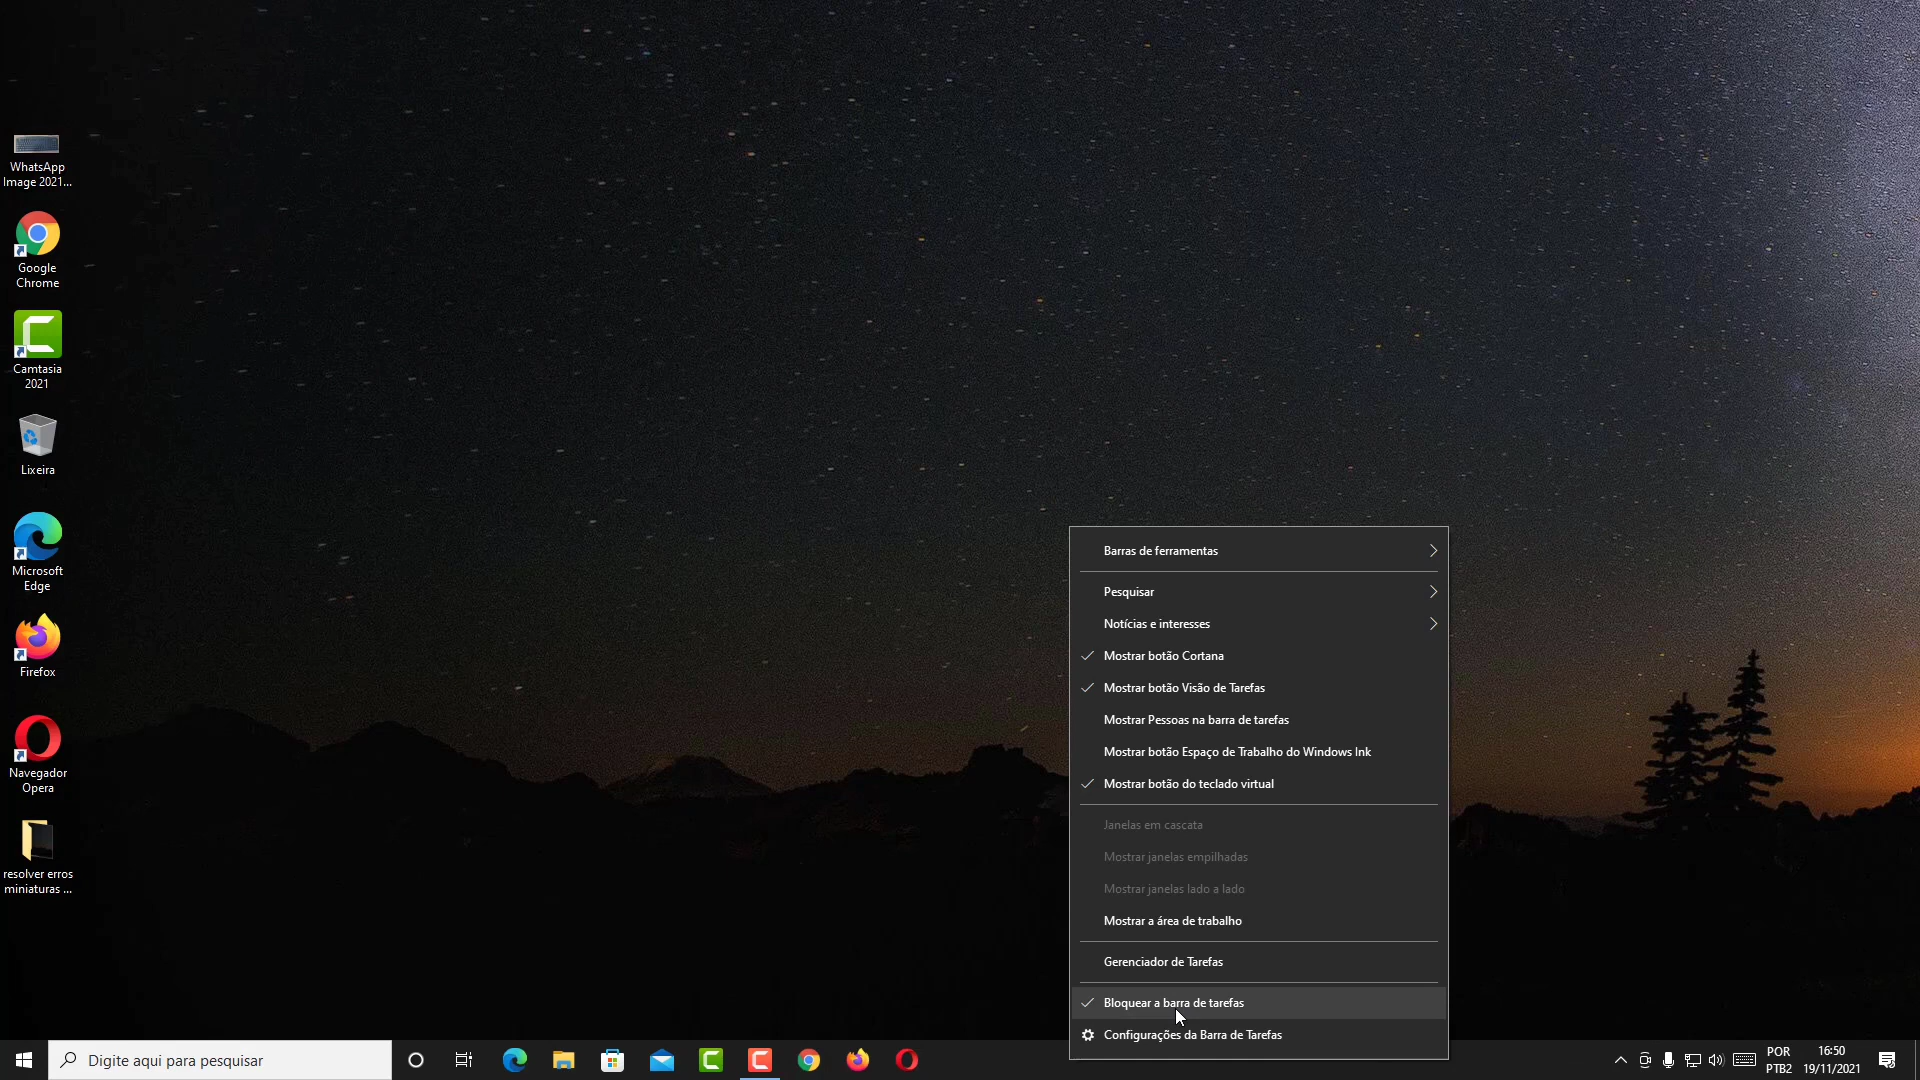 WhatsApp
Image 2021...
Google
Chrome
Camtasia
2021
Lixeira
Microsoft
Edge
Firefox
Navegador
Opera
resolver erros
miniaturas ...
Barras de ferramentas
Pesquisar
Notícias e interesses
Mostrar botão Cortana
Mostrar botão Visão de Tarefas
Mostrar Pessoas na barra de tarefas
Mostrar botão Espaço de Trabalho do Windows Ink
Mostrar botão do teclado virtual
Janelas em cascata
Mostrar janelas empilhadas
Mostrar janelas lado a lado
Mostrar a área de trabalho
Gerenciador de Tarefas
Bloquear a barra de tarefas
Configurações da Barra de Tarefas
Digite aqui para pesquisar
POR
PTB2
16:50
19/11/2021